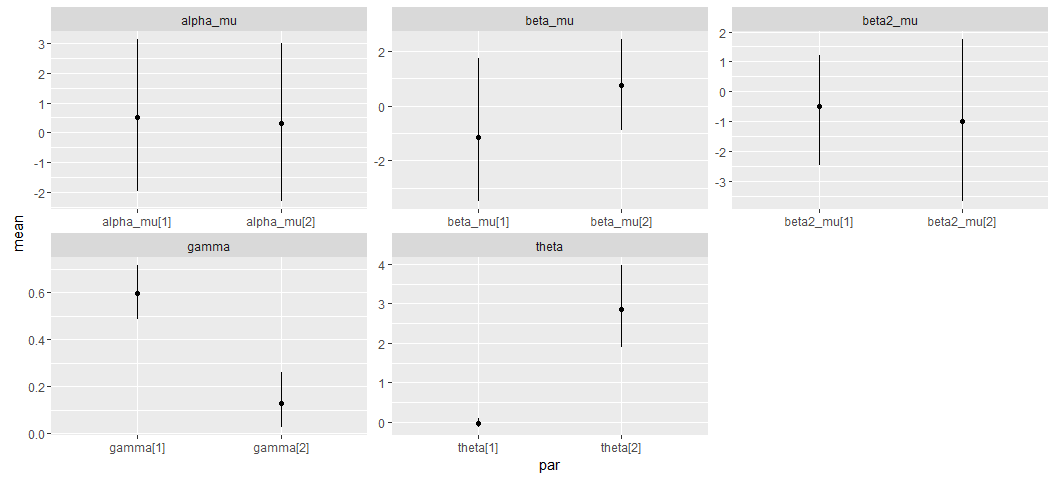 alpha_mu
beta_mu
beta2_mu
3
2
1
0
-1
-2
2
0
-2
2
1
0
-1
-2
-3
alpha_mu[1] alpha_mu[2]
beta_mu[1] beta_mu[2]
beta2_mu[1] beta2_mu[2]
mean
gamma
theta
0.6
0.4
0.2
0.0
4
3
2
1
0
gamma[1] gamma[2]
theta[1] theta[2]
par